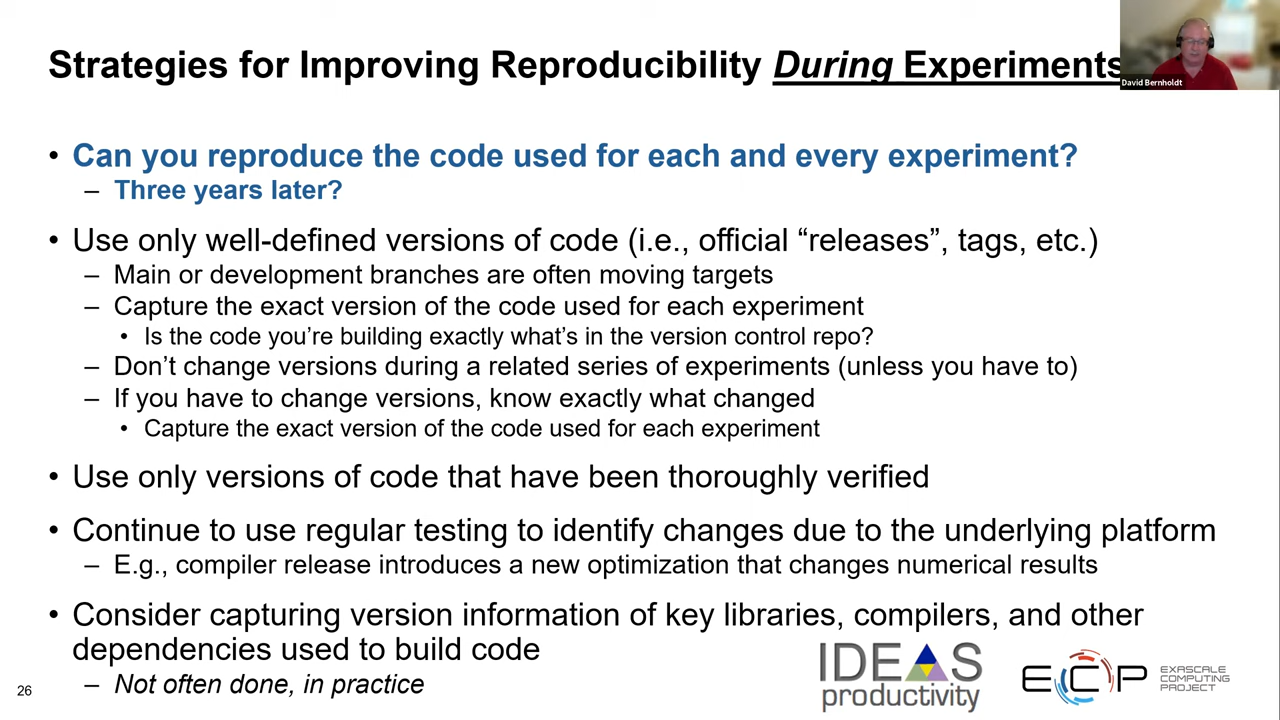 Strategies for Improving Reproducibility During Experiments
David Bernholdt
• Can you reproduce the code used for each and every experiment?
– Three years later?
• Use only well-defined versions of code (i.e., official “releases”, tags, etc.)
– Main or development branches are often moving targets
– Capture the exact version of the code used for each experiment
• Is the code you’re building exactly what’s in the version control repo?
– Don’t change versions during a related series of experiments (unless you have to)
– If you have to change versions, know exactly what changed
• Capture the exact version of the code used for each experiment
• Use only versions of code that have been thoroughly verified
• Continue to use regular testing to identify changes due to the underlying platform
– E.g., compiler release introduces a new optimization that changes numerical results
• Consider capturing version information of key libraries, compilers, and other
dependencies used to build code
– Not often done, in practice
26
IDEAS
productivity
ECP
EXASCALE
COMPUTING
PROJECT